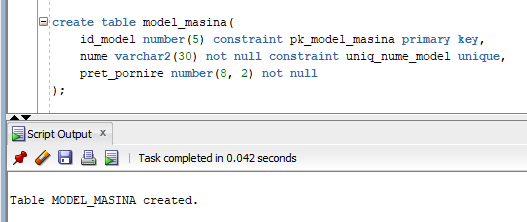 create table model_masina(
    id_model number(5) constraint pk_model_masina primary key,
    nume varchar2(30) not null constraint uniq_nume_model unique,
    pret_pornire number(8, 2) not null
);
Script Output x
Task completed in 0.042 seconds
Table MODEL_MASINA created.